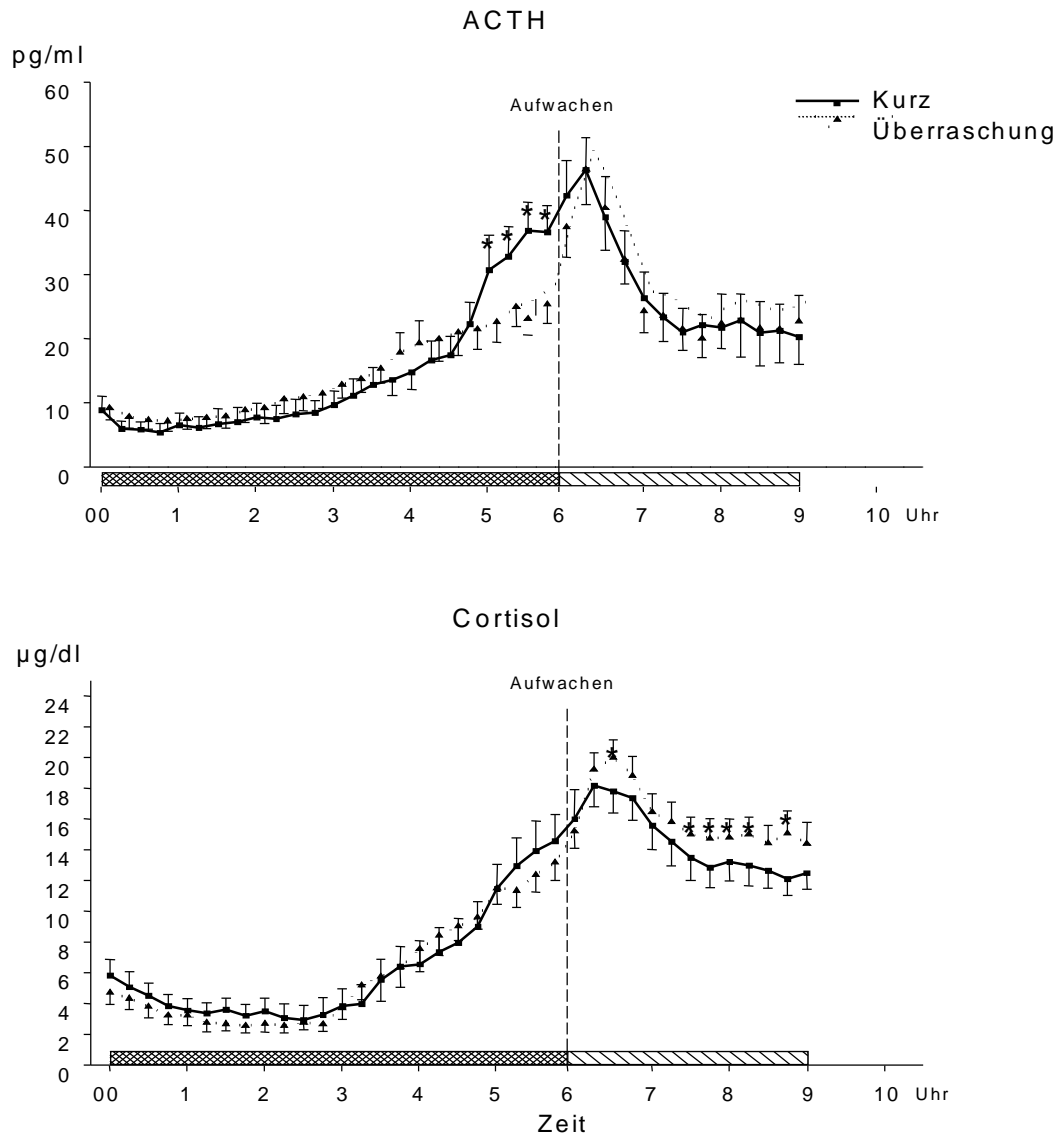 ACTH
pg/ml
60
Aufwachen
Kurz
Überraschung
50
40
* * * *
30
20
10
0
00 1 2 3 4 5 6 7 8 9 10 Uhr
Cortisol
µg/dl
Aufwachen
24
22
20
*
18
16
* * * * *
14
12
10
8
6
4
2
0
00 1 2 3 4 5 6 7 8 9 10 Uhr
Zeit